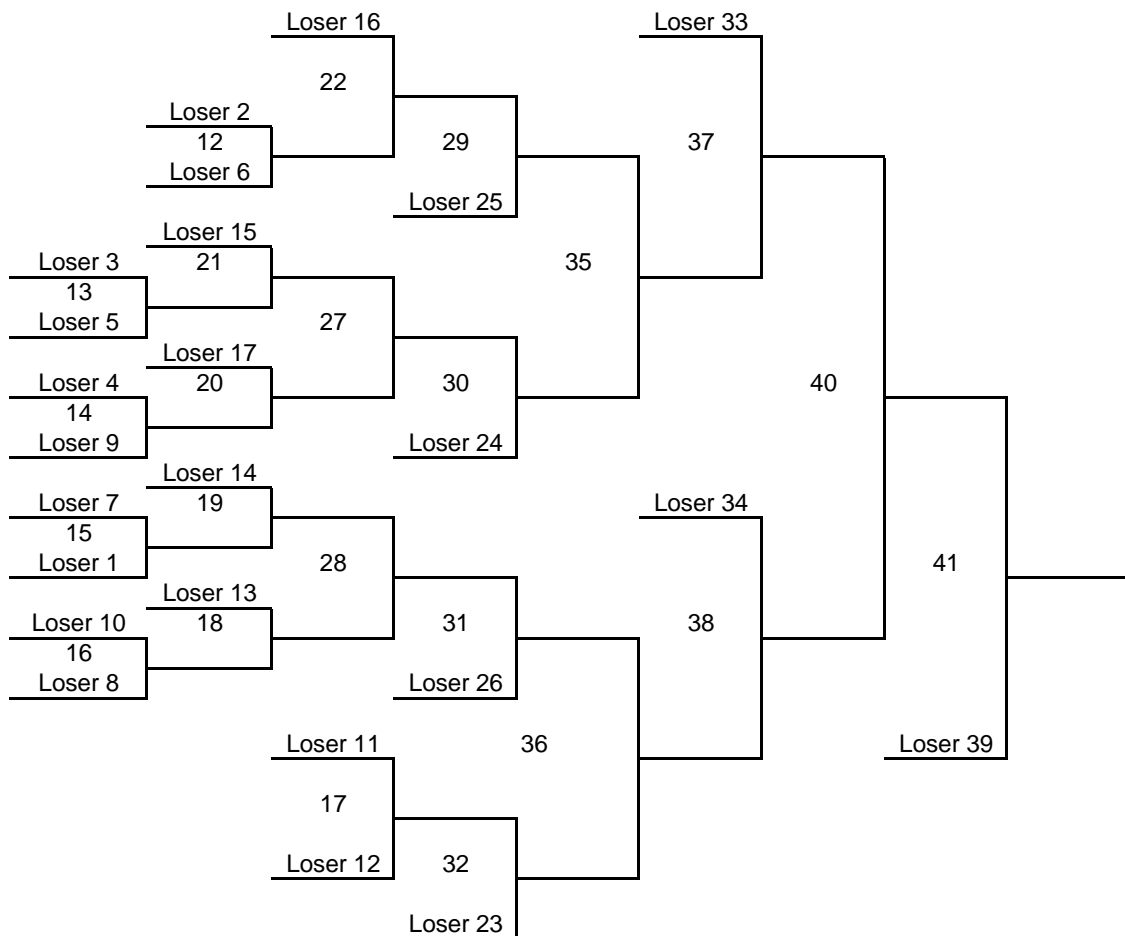 Loser 16
Loser 33
22
Loser 2
12
29
37
Loser 6
Loser 25
Loser 15
Loser 3
21
35
13
Loser 5
27
Loser 17
Loser 4
20
30
40
14
Loser 9
Loser 24
Loser 14
Loser 7
19
Loser 34
15
Loser 1
28
41
Loser 13
Loser 10
18
31
38
16
Loser 8
Loser 26
Loser 11
36
Loser 39
17
Loser 12
32
Loser 23